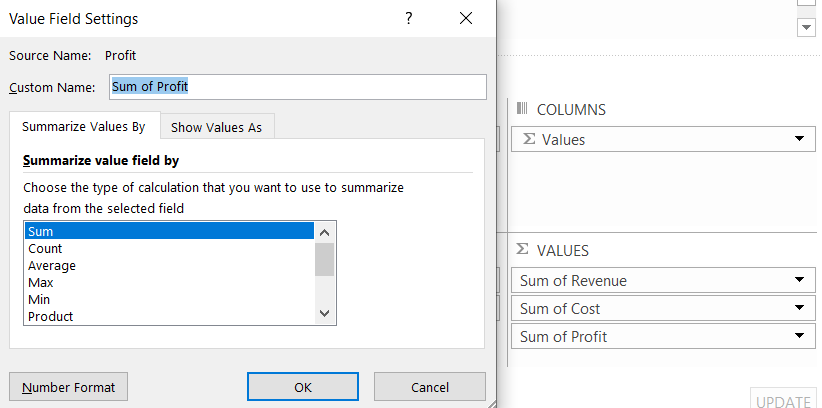 Value Field Settings
Source Name: Profit
Custom Name: Sum of Profit
Summarize Values By
Show Values As
Summarize value field by
Choose the type of calculation that you want to use to summarize
data from the selected field
Sum
Count
Average
Max
Min
Product
Number Format
OK
Cancel
COLUMNS
Values
VALUES
Sum of Revenue
Sum of Cost
Sum of Profit
UPDATE